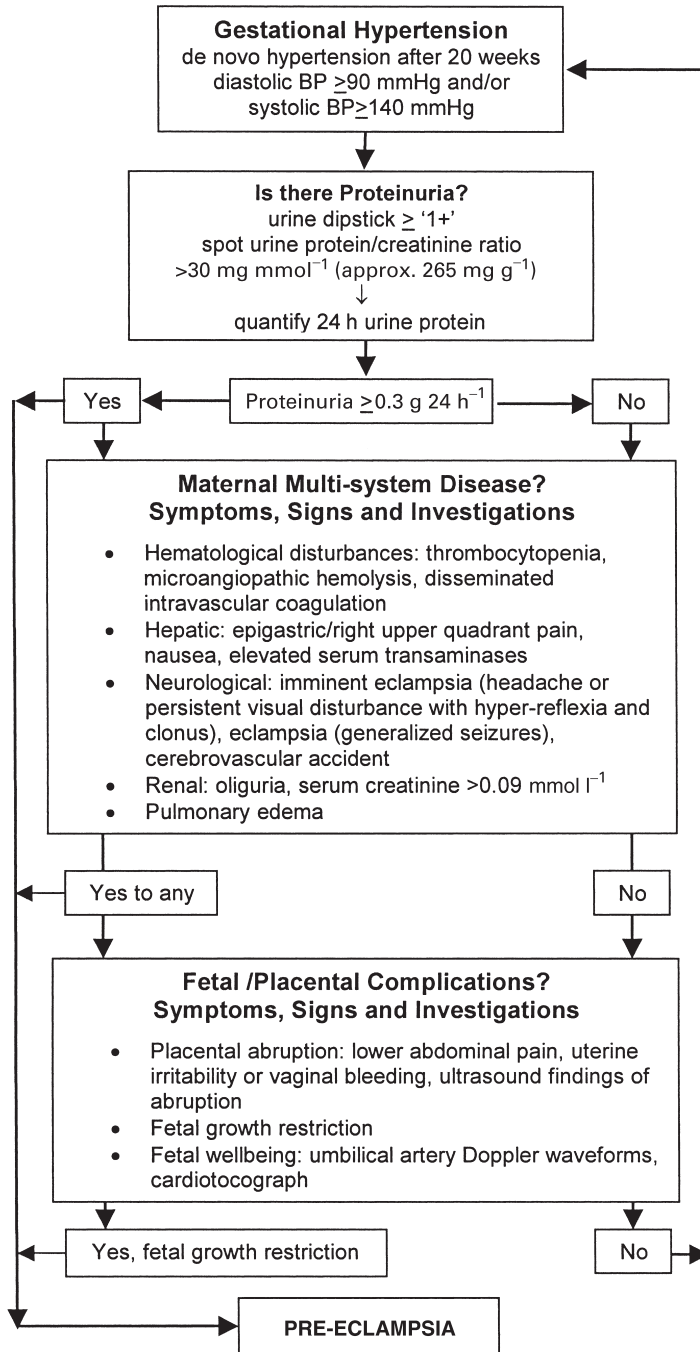 Gestational Hypertension
de novo hypertension after 20 weeks
diastolic BP ≥90 mmHg and/or
systolic BP≥140 mmHg
Is there Proteinuria?
urine dipstick ≥ ‘1+’
spot urine protein/creatinine ratio
>30 mg mmol⁻¹ (approx. 265 mg g⁻¹)
↓
quantify 24 h urine protein
Yes
Proteinuria ≥0.3 g 24 h⁻¹
No
Maternal Multi-system Disease?
Symptoms, Signs and Investigations
• Hematological disturbances: thrombocytopenia,
microangiopathic hemolysis, disseminated
intravascular coagulation
• Hepatic: epigastric/right upper quadrant pain,
nausea, elevated serum transaminases
• Neurological: imminent eclampsia (headache or
persistent visual disturbance with hyper-reflexia and
clonus), eclampsia (generalized seizures),
cerebrovascular accident
• Renal: oliguria, serum creatinine >0.09 mmol l⁻¹
• Pulmonary edema
Yes to any
No
Fetal /Placental Complications?
Symptoms, Signs and Investigations
• Placental abruption: lower abdominal pain, uterine
irritability or vaginal bleeding, ultrasound findings of
abruption
• Fetal growth restriction
• Fetal wellbeing: umbilical artery Doppler waveforms,
cardiotocograph
Yes, fetal growth restriction
No
PRE-ECLAMPSIA